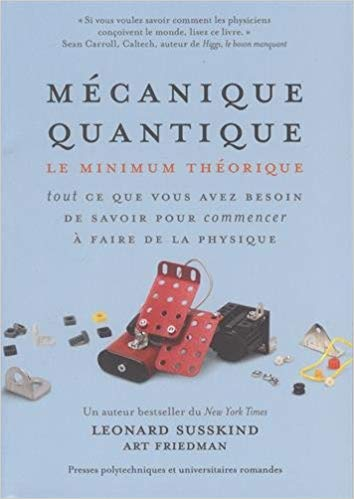 « Si vous voulez savoir comment les physiciens
conçoivent le monde, lisez ce livre. »
Sean Carroll, Caltech, auteur de Higgs, le boson manquant
MÉCANIQUE
QUANTIQUE
LE MINIMUM THÉORIQUE
tout CE QUE VOUS AVEZ BESOIN
DE SAVOIR POUR commencer
À FAIRE DE LA PHYSIQUE
Un auteur bestseller du New York Times
LEONARD SUSSKIND
ART FRIEDMAN
Presses polytechniques et universitaires romandes